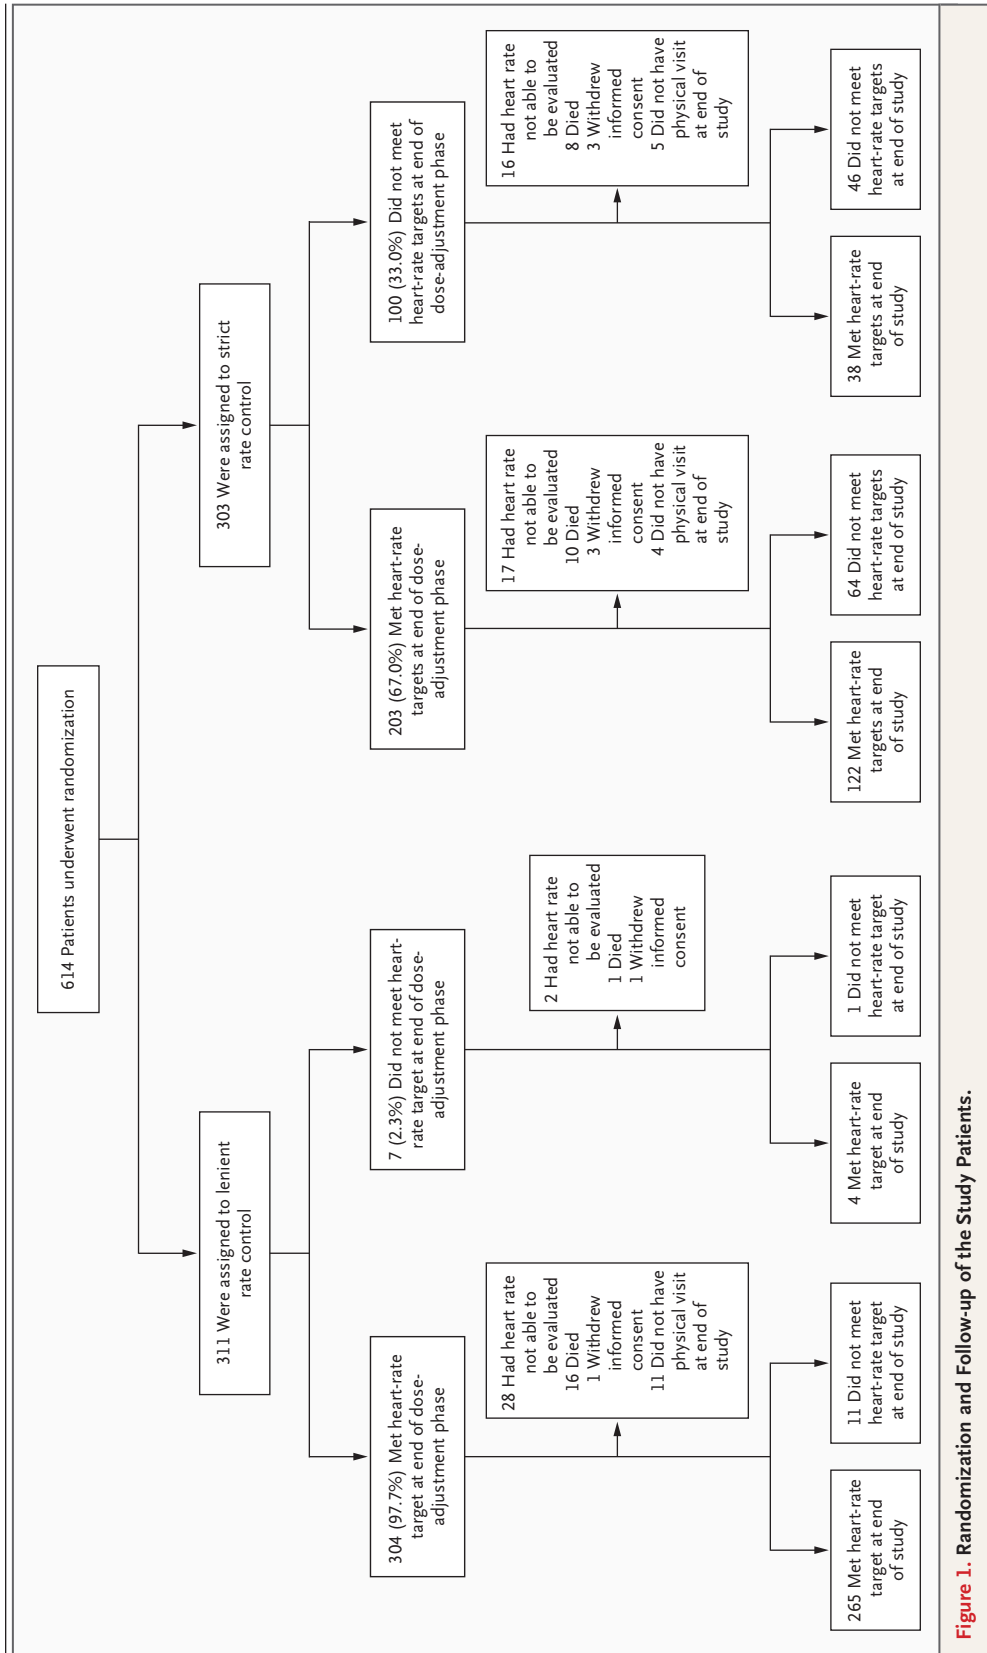 614 Patients underwent randomization
311 Were assigned to lenient
rate control
303 Were assigned to strict
rate control
304 (97.7%) Met heart-rate
target at end of dose-
adjustment phase
7 (2.3%) Did not meet heart-
rate target at end of dose-
adjustment phase
203 (67.0%) Met heart-rate
targets at end of dose-
adjustment phase
100 (33.0%) Did not meet
heart-rate targets at end of
dose-adjustment phase
28 Had heart rate
not able to
be evaluated
16 Died
1 Withdrew
informed
consent
11 Did not have
physical visit
at end of
study
2 Had heart rate
not able to
be evaluated
1 Died
1 Withdrew
informed
consent
17 Had heart rate
not able to
be evaluated
10 Died
3 Withdrew
informed
consent
4 Did not have
physical visit
at end of
study
16 Had heart rate
not able to
be evaluated
8 Died
3 Withdrew
informed
consent
5 Did not have
physical visit
at end of
study
265 Met heart-rate
target at end
of study
11 Did not meet
heart-rate target
at end of study
4 Met heart-rate
target at end
of study
1 Did not meet
heart-rate target
at end of study
122 Met heart-rate
targets at end
of study
64 Did not meet
heart-rate targets
at end of study
38 Met heart-rate
targets at end
of study
46 Did not meet
heart-rate targets
at end of study
Figure 1. Randomization and Follow-up of the Study Patients.